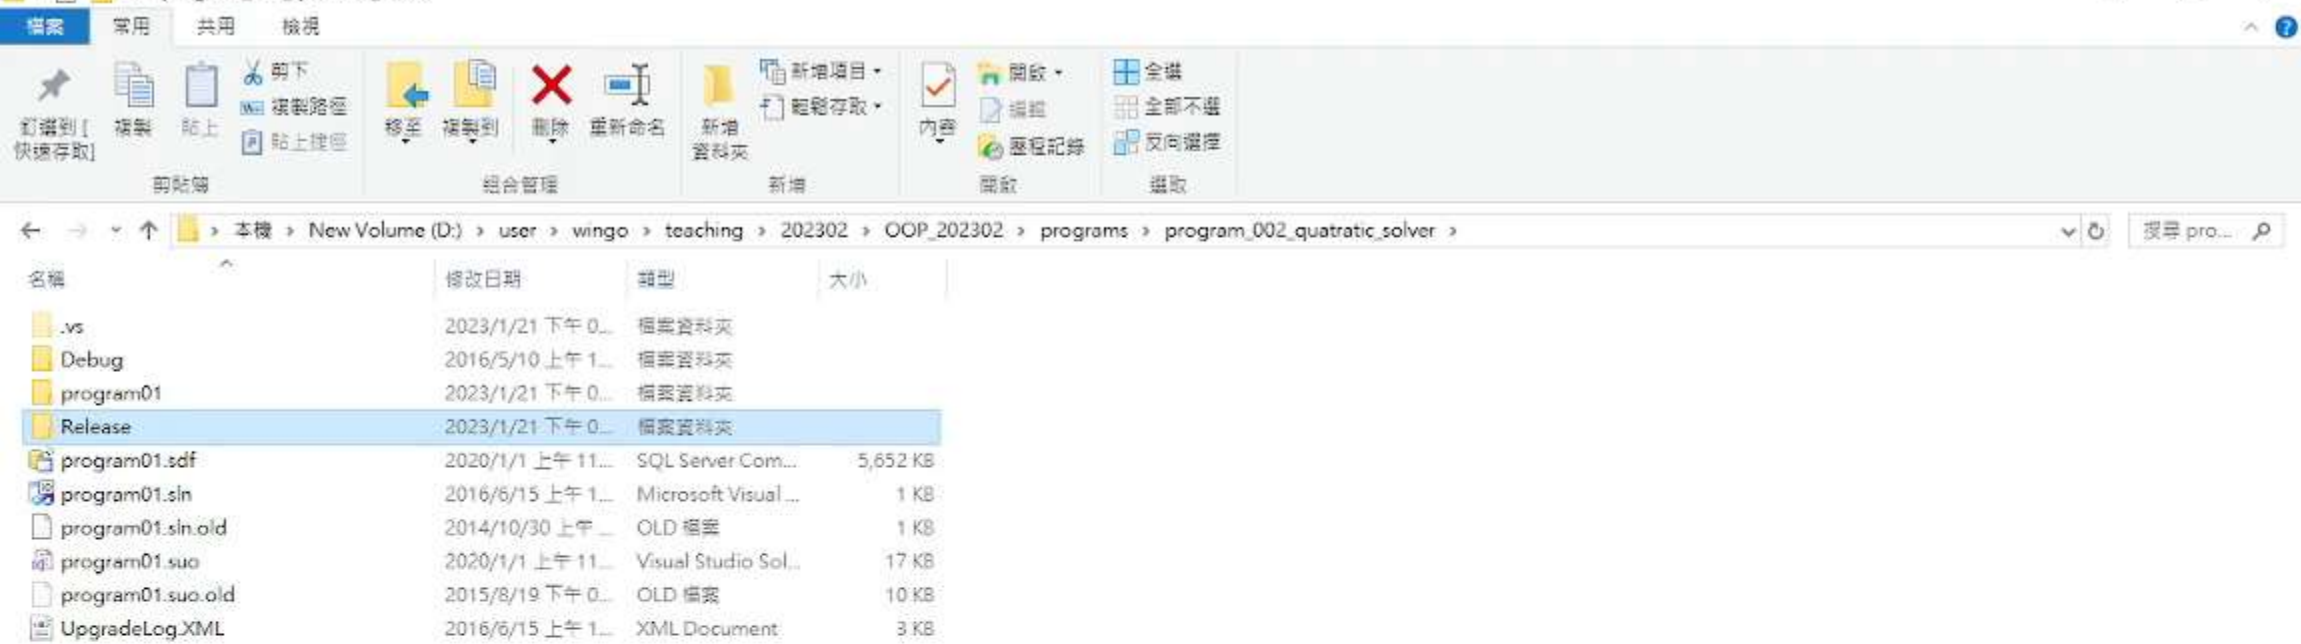 檔案 常用 共用 檢視
剪下 新增項目 開啟 全選
複製路徑 輕鬆存取 編輯 全部不選
釘選到 [ 複製 貼上 貼上捷徑 移至 複製到 刪除 重新命名 新增 內容 歷程記錄 反向選擇
快速存取] 資料夾
剪貼簿 組合管理 新增 開啟 選取
本機 > New Volume (D:) > user > wingo > teaching > 202302 > OOP_202302 > programs > program_002_quatratic_solver > 搜尋 pro...
名稱 修改日期 類型 大小
.vs 2023/1/21 下午 0... 檔案資料夾
Debug 2016/5/10 上午 1... 檔案資料夾
program01 2023/1/21 下午 0... 檔案資料夾
Release 2023/1/21 下午 0... 檔案資料夾
program01.sdf 2020/1/1 上午 11... SQL Server Com... 5,652 KB
program01.sln 2016/6/15 上午 1... Microsoft Visual ... 1 KB
program01.sln.old 2014/10/30 上午 ... OLD 檔案 1 KB
program01.suo 2020/1/1 上午 11... Visual Studio Sol... 17 KB
program01.suo.old 2015/8/19 下午 0... OLD 檔案 10 KB
UpgradeLog.XML 2016/6/15 上午 1... XML Document 3 KB